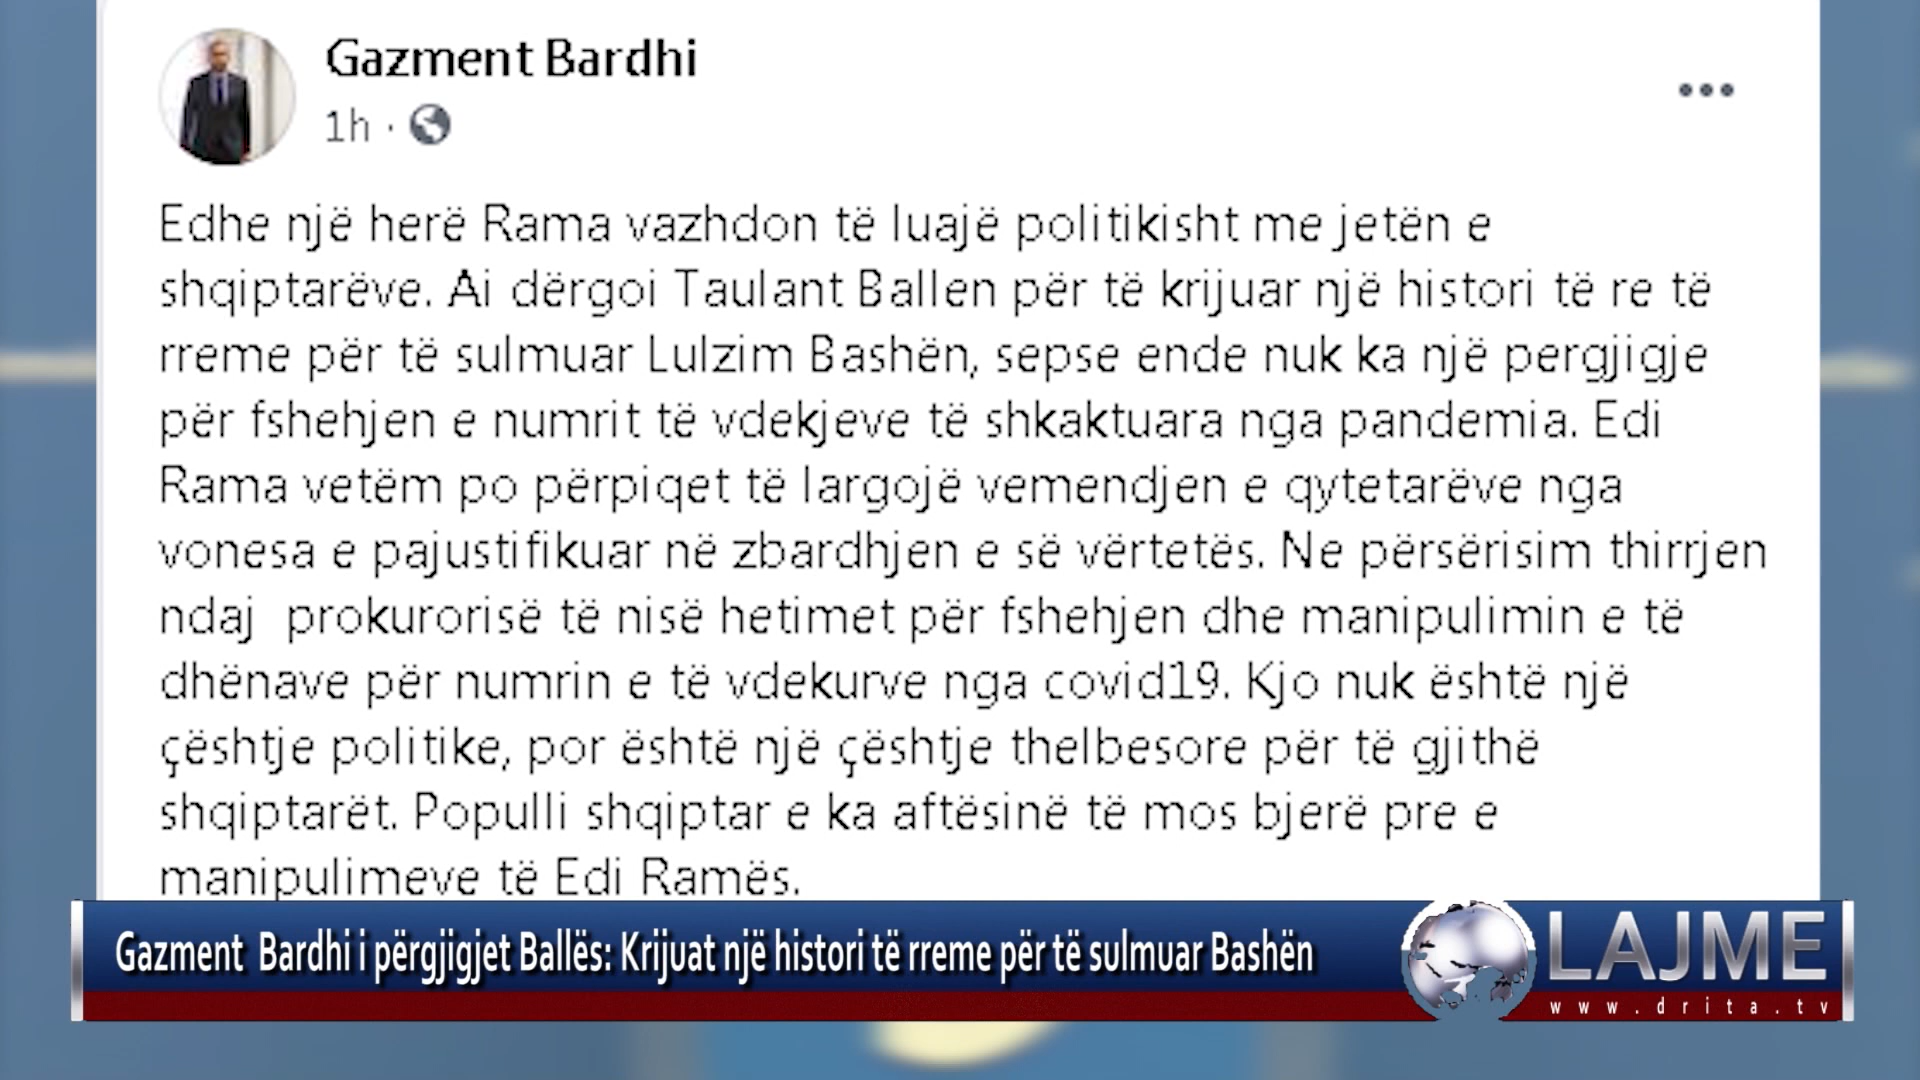 Gazment Bardhi
1h ·
Edhe një herë Rama vazhdon të luajë politikisht me jetën e
shqiptarëve. Ai dërgoi Taulant Ballen për të krijuar një histori të re të
rreme për të sulmuar Lulzim Bashën, sepse ende nuk ka një pergjigje
për fshehjen e numrit të vdekjeve të shkaktuara nga pandemia. Edi
Rama vetëm po përpiqet të largojë vemendjen e qytetarëve nga
vonesa e pajustifikuar në zbardhjen e së vërtetës. Ne përsërisim thirrjen
ndaj  prokurorisë të nisë hetimet për fshehjen dhe manipulimin e të
dhënave për numrin e të vdekurve nga covid19. Kjo nuk është një
çështje politike, por është një çështje thelbesore për të gjithë
shqiptarët. Populli shqiptar e ka aftësinë të mos bjerë pre e
manipulimeve të Edi Ramës.
Gazment  Bardhi i përgjigjet Ballës: Krijuat një histori të rreme për të sulmuar Bashën
LAJME
www.drita.tv